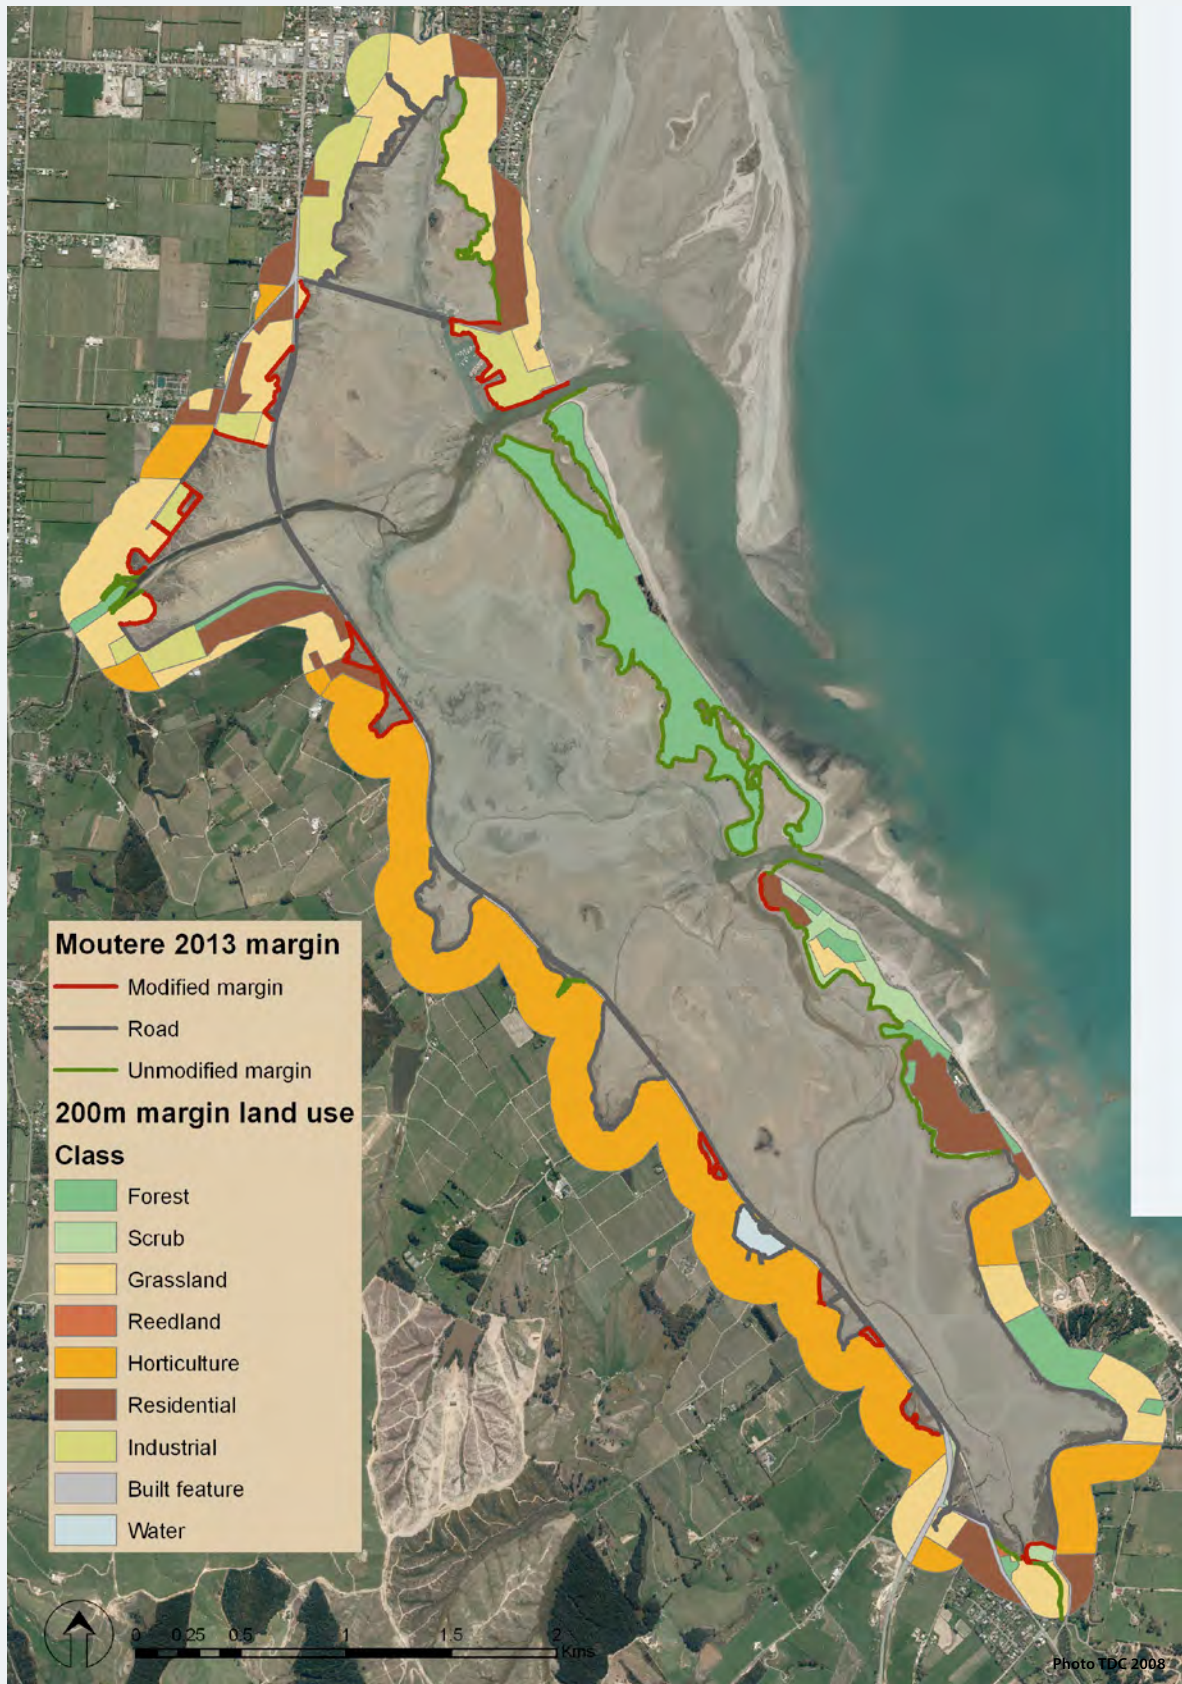 Moutere 2013 margin
Modified margin
Road
Unmodified margin
200m margin land use
Class
Forest
Scrub
Grassland
Reedland
Horticulture
Residential
Industrial
Built feature
Water
0 0.25 0.5 1 1.5 2
Kms
Photo TDC 2008